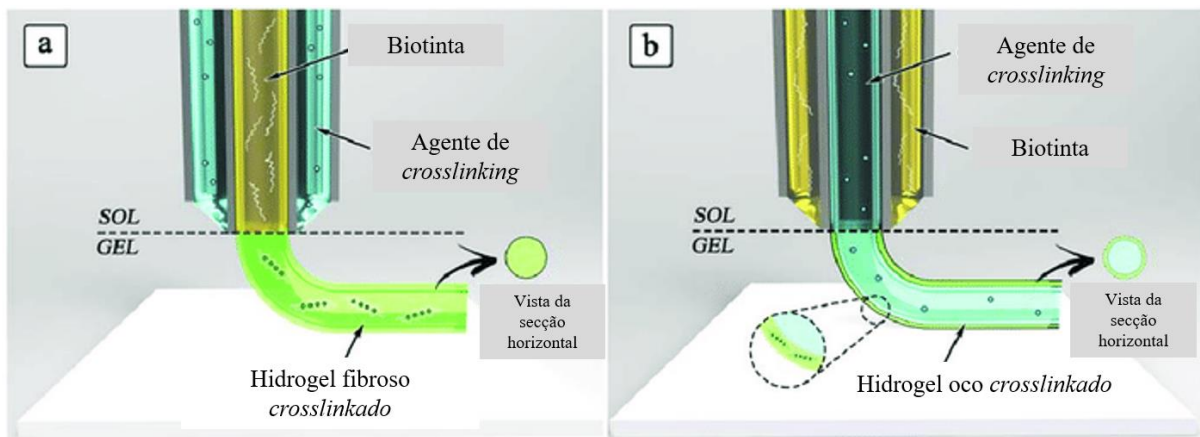 a
Biotinta
Agente de
crosslinking
SOL
GEL
Vista da
secção
horizontal
Hidrogel fibroso
crosslinkado
b
Agente de
crosslinking
Biotinta
SOL
GEL
Vista da
secção
horizontal
Hidrogel oco crosslinkado